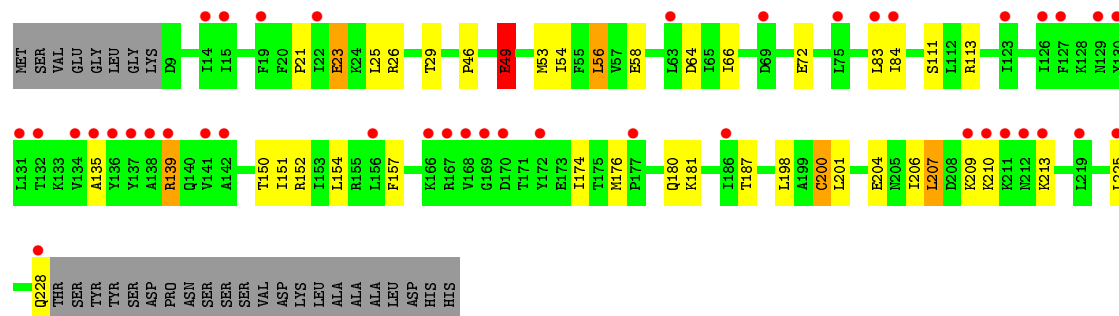 MET SER VAL GLU GLY LEU GLY LYS D9 I14 I15 F19 F20 P21 I22 E23 K24 L25 R26 T29 P46 E49 M53 I54 F55 L56 V57 E58 L63 D64 I65 I66 D69 E72 L75 L83 I84 S111 L112 R113 I123 I126 F127 K128 N129 Y130
L131 T132 K133 V134 A135 Y136 Y137 A138 R139 Q140 V141 A142 T150 I151 R152 I153 L154 R155 L156 F157 K166 R167 V168 G169 D170 T171 Y172 E173 I174 T175 M176 P177 Q180 K181 I186 T187 L198 A199 C200 L201 E204 N205 I206 L207 D208 K209 K210 K211 N212 K213 L219 L225
Q228 THR SER TYR TYR SER ASP PRO ASN SER SER SER VAL ASP LYS LEU ALA ALA ALA LEU ASP HIS HIS